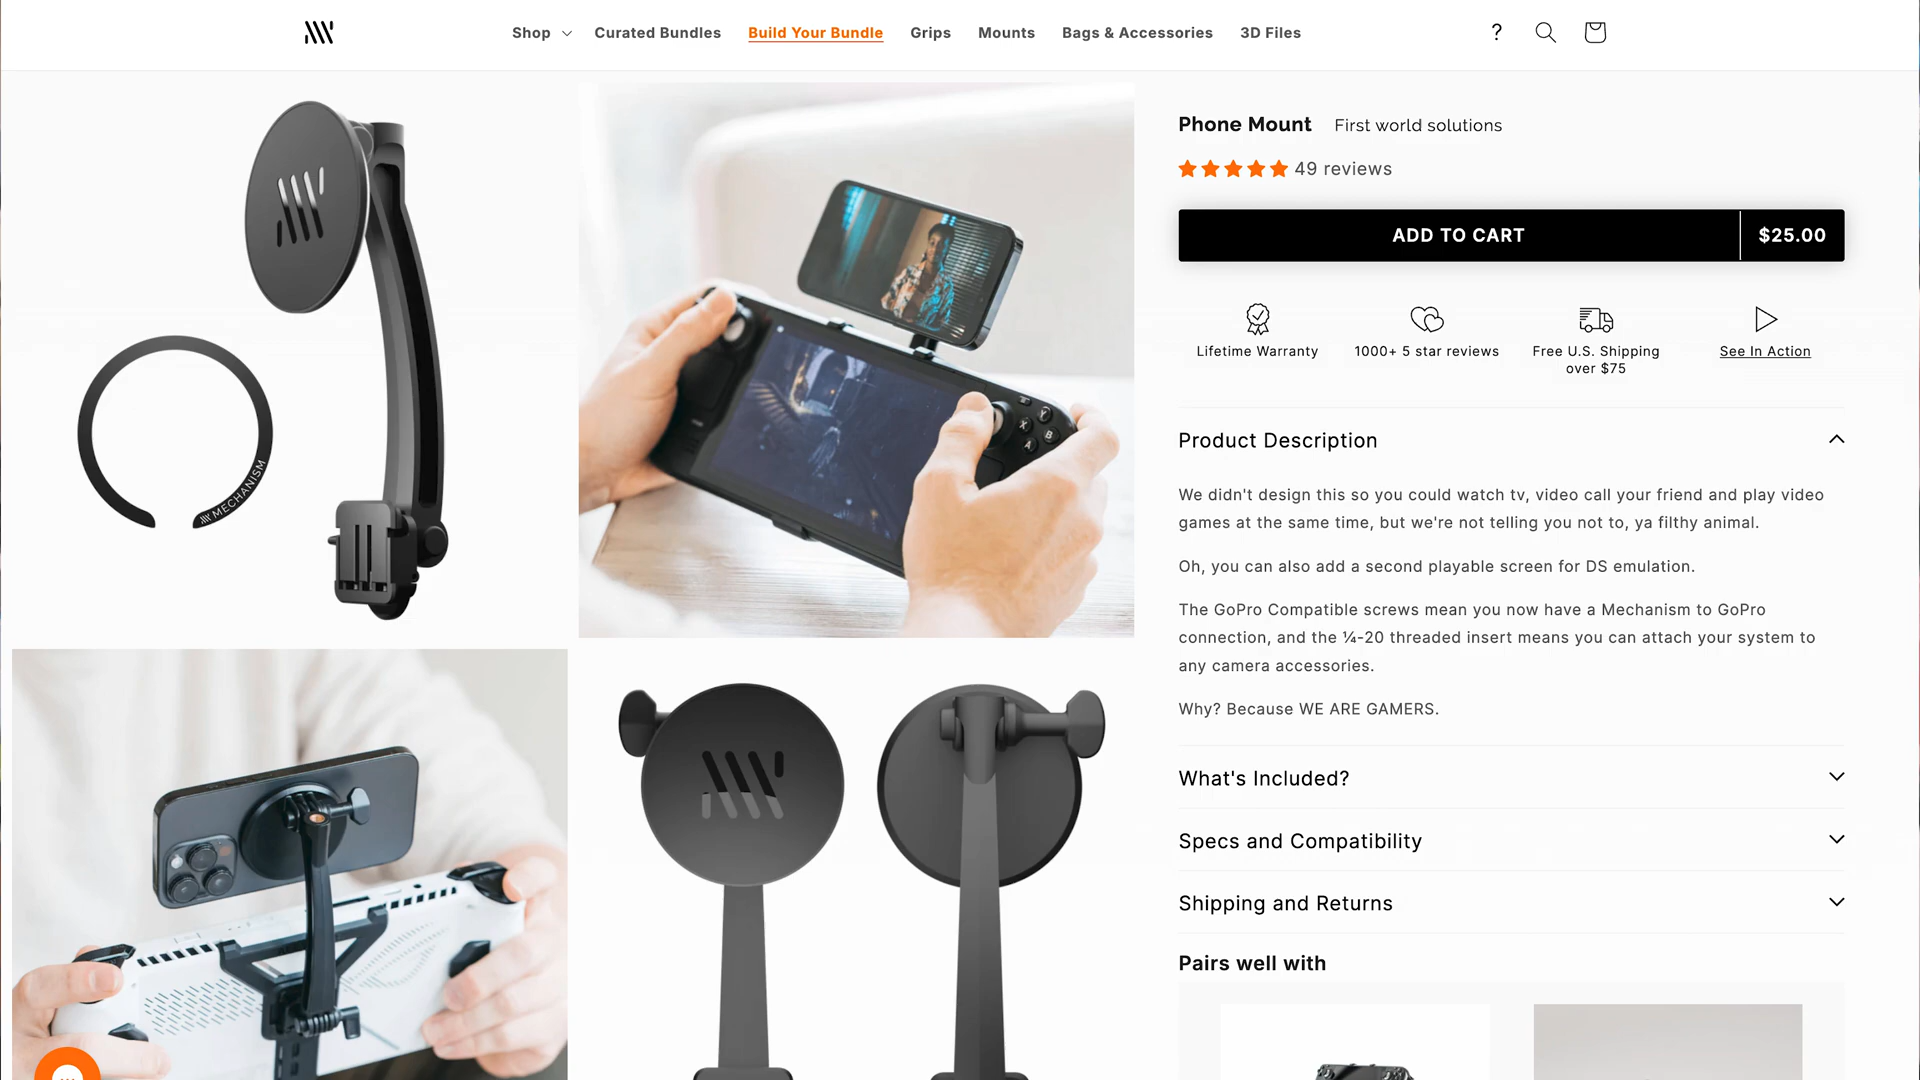 Shop
Curated Bundles
Build Your Bundle
Grips
Mounts
Bags & Accessories
3D Files
?
MECHANISM
Y
X
B
A
Phone Mount
First world solutions
49 reviews
ADD TO CART
$25.00
Lifetime Warranty
1000+ 5 star reviews
Free U.S. Shipping
over $75
See In Action
Product Description
We didn't design this so you could watch tv, video call your friend and play video
games at the same time, but we're not telling you not to, ya filthy animal.
Oh, you can also add a second playable screen for DS emulation.
The GoPro Compatible screws mean you now have a Mechanism to GoPro
connection, and the ¼-20 threaded insert means you can attach your system to
any camera accessories.
Why? Because WE ARE GAMERS.
What's Included?
Specs and Compatibility
Shipping and Returns
Pairs well with